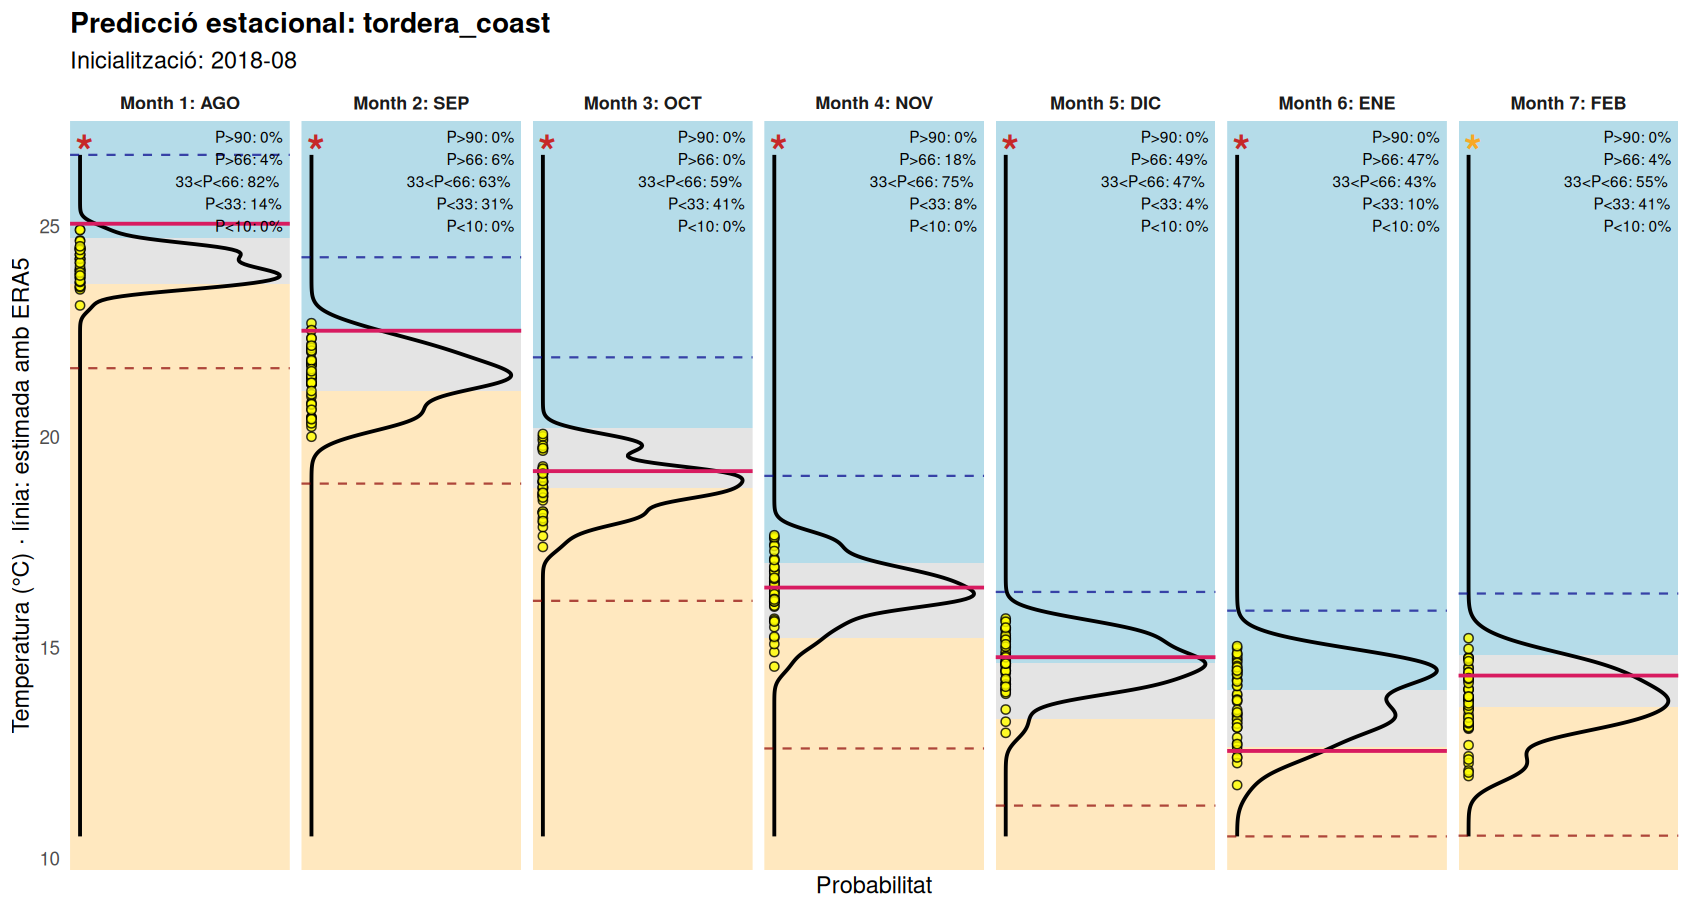 Predicció estacional: tordera_coast
Inicialització: 2018-08
Month 1: AGO
Month 2: SEP
Month 3: OCT
Month 4: NOV
Month 5: DIC
Month 6: ENE
Month 7: FEB
*
P>90: 0%
P>66: 4%
33<P<66: 82%
P<33: 14%
P<10: 0%
*
P>90: 0%
P>66: 6%
33<P<66: 63%
P<33: 31%
P<10: 0%
*
P>90: 0%
P>66: 0%
33<P<66: 59%
P<33: 41%
P<10: 0%
*
P>90: 0%
P>66: 18%
33<P<66: 75%
P<33: 8%
P<10: 0%
*
P>90: 0%
P>66: 49%
33<P<66: 47%
P<33: 4%
P<10: 0%
*
P>90: 0%
P>66: 47%
33<P<66: 43%
P<33: 10%
P<10: 0%
*
P>90: 0%
P>66: 4%
33<P<66: 55%
P<33: 41%
P<10: 0%
25
20
15
10
Temperatura (°C) · línia: estimada amb ERA5
Probabilitat